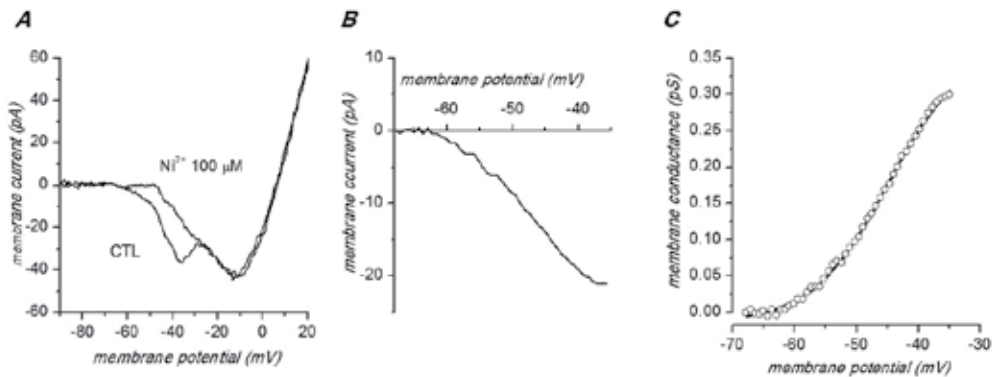 A
60
40
20
0
-20
-40
-60
membrane current (pA)
Ni2+ 100 µM
CTL
-80 -60 -40 -20 0 20
membrane potential (mV)
B
10
0
-10
-20
membrane ccurrent (pA)
membrane potential (mV)
-60 -50 -40
C
0.35
0.30
0.25
0.20
0.15
0.10
0.05
0.00
membrane conductance (pS)
-70 -60 -50 -40 -30
membrane potential (mV)